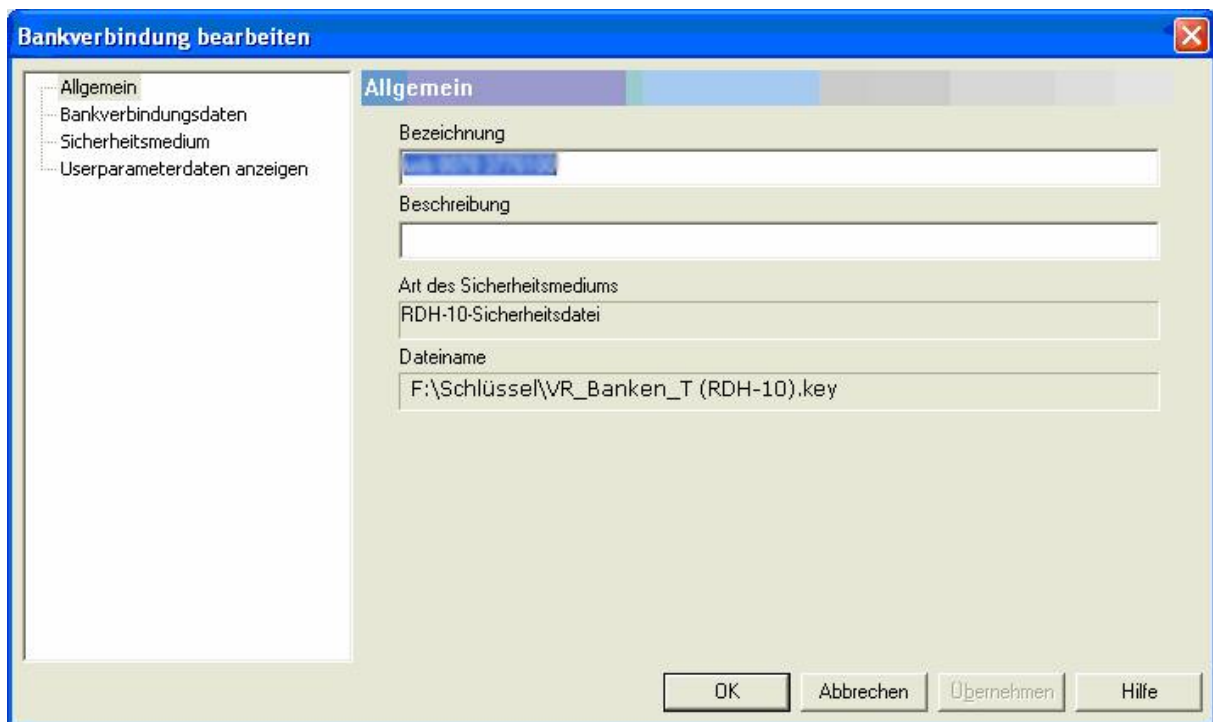 Bankverbindung bearbeiten
Allgemein
Bankverbindungsdaten
Sicherheitsmedium
Userparameterdaten anzeigen
Allgemein
Bezeichnung
Beschreibung
Art des Sicherheitsmediums
RDH-10-Sicherheitsdatei
Dateiname
F:\Schlüssel\VR_Banken_T (RDH-10).key
OK
Abbrechen
Übernehmen
Hilfe